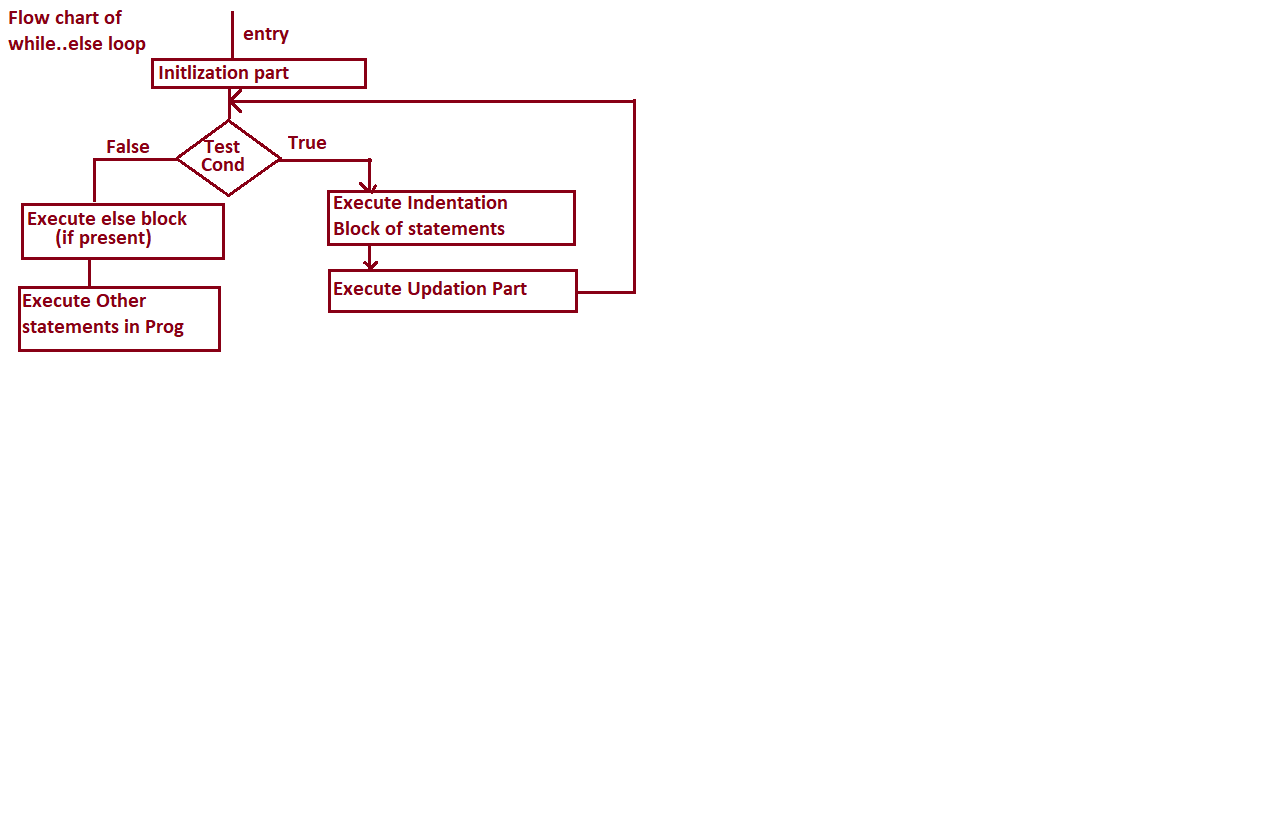 Flow chart of
while..else loop
entry
Initlization part
False
True
Test
Cond
Execute else block
(if present)
Execute Other
statements in Prog
Execute Indentation
Block of statements
Execute Updation Part